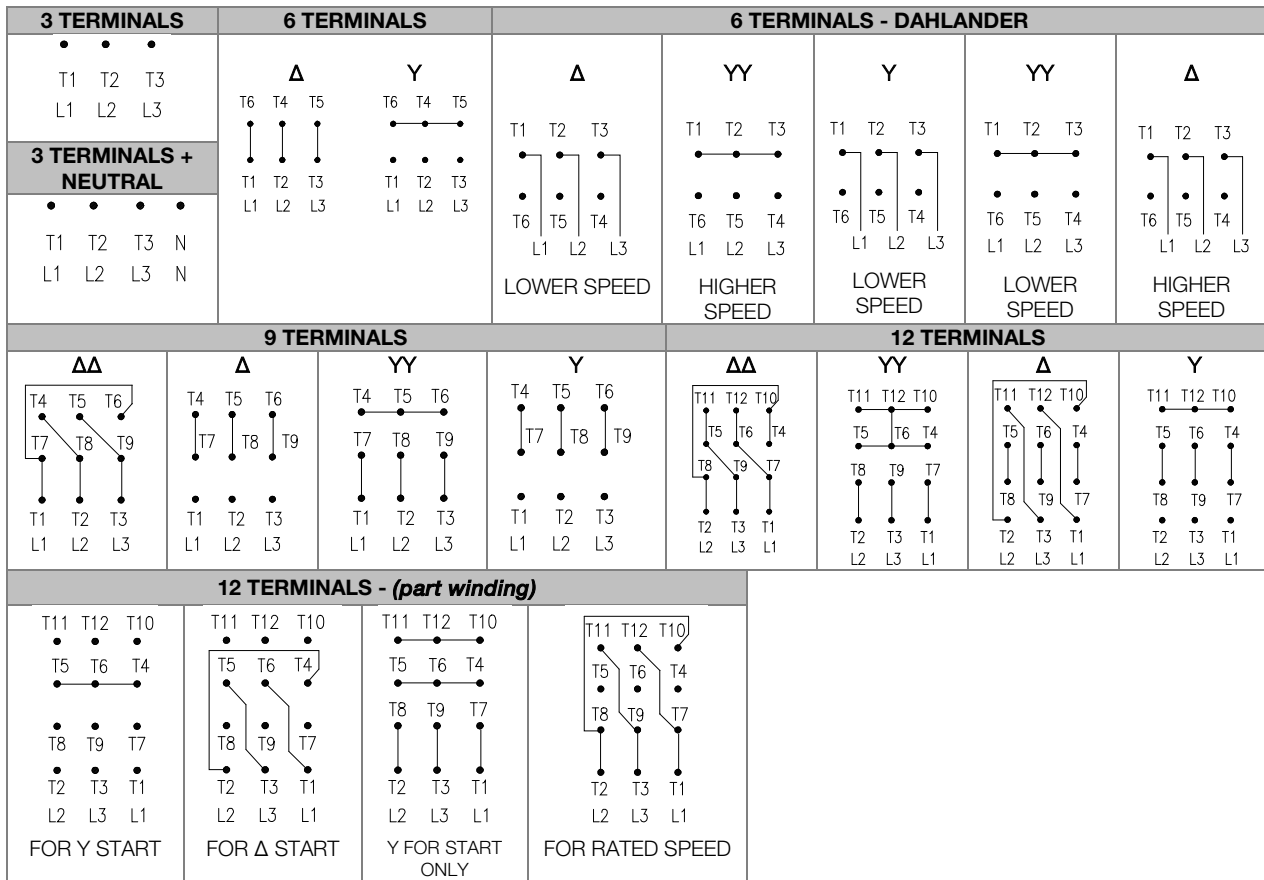 3 TERMINALS
T1 T2 T3
L1 L2 L3
3 TERMINALS +
NEUTRAL
T1 T2 T3 N
L1 L2 L3 N
6 TERMINALS
Δ
T6 T4 T5
T1 T2 T3
L1 L2 L3
Y
T6 T4 T5
T1 T2 T3
L1 L2 L3
6 TERMINALS - DAHLANDER
Δ
T1 T2 T3
T6 T5 T4
L1 L2 L3
LOWER SPEED
YY
T1 T2 T3
T6 T5 T4
L1 L2 L3
HIGHER
SPEED
Y
T1 T2 T3
T6 T5 T4
L1 L2 L3
LOWER
SPEED
YY
T1 T2 T3
T6 T5 T4
L1 L2 L3
LOWER
SPEED
Δ
T1 T2 T3
T6 T5 T4
L1 L2 L3
HIGHER
SPEED
9 TERMINALS
ΔΔ
T4 T5 T6
T7 T8 T9
T1 T2 T3
L1 L2 L3
Δ
T4 T5 T6
T7 T8 T9
T1 T2 T3
L1 L2 L3
YY
T4 T5 T6
T7 T8 T9
T1 T2 T3
L1 L2 L3
Y
T4 T5 T6
T7 T8 T9
T1 T2 T3
L1 L2 L3
12 TERMINALS
ΔΔ
T11 T12 T10
T5 T6 T4
T8 T9 T7
T2 T3 T1
L2 L3 L1
YY
T11 T12 T10
T5 T6 T4
T8 T9 T7
T2 T3 T1
L2 L3 L1
Δ
T11 T12 T10
T5 T6 T4
T8 T9 T7
T2 T3 T1
L2 L3 L1
Y
T11 T12 T10
T5 T6 T4
T8 T9 T7
T2 T3 T1
L2 L3 L1
12 TERMINALS - (part winding)
T11 T12 T10
T5 T6 T4
T8 T9 T7
T2 T3 T1
L2 L3 L1
FOR Y START
T11 T12 T10
T5 T6 T4
T8 T9 T7
T2 T3 T1
L2 L3 L1
FOR Δ START
T11 T12 T10
T5 T6 T4
T8 T9 T7
T2 T3 T1
L2 L3 L1
Y FOR START
ONLY
T11 T12 T10
T5 T6 T4
T8 T9 T7
T2 T3 T1
L2 L3 L1
FOR RATED SPEED